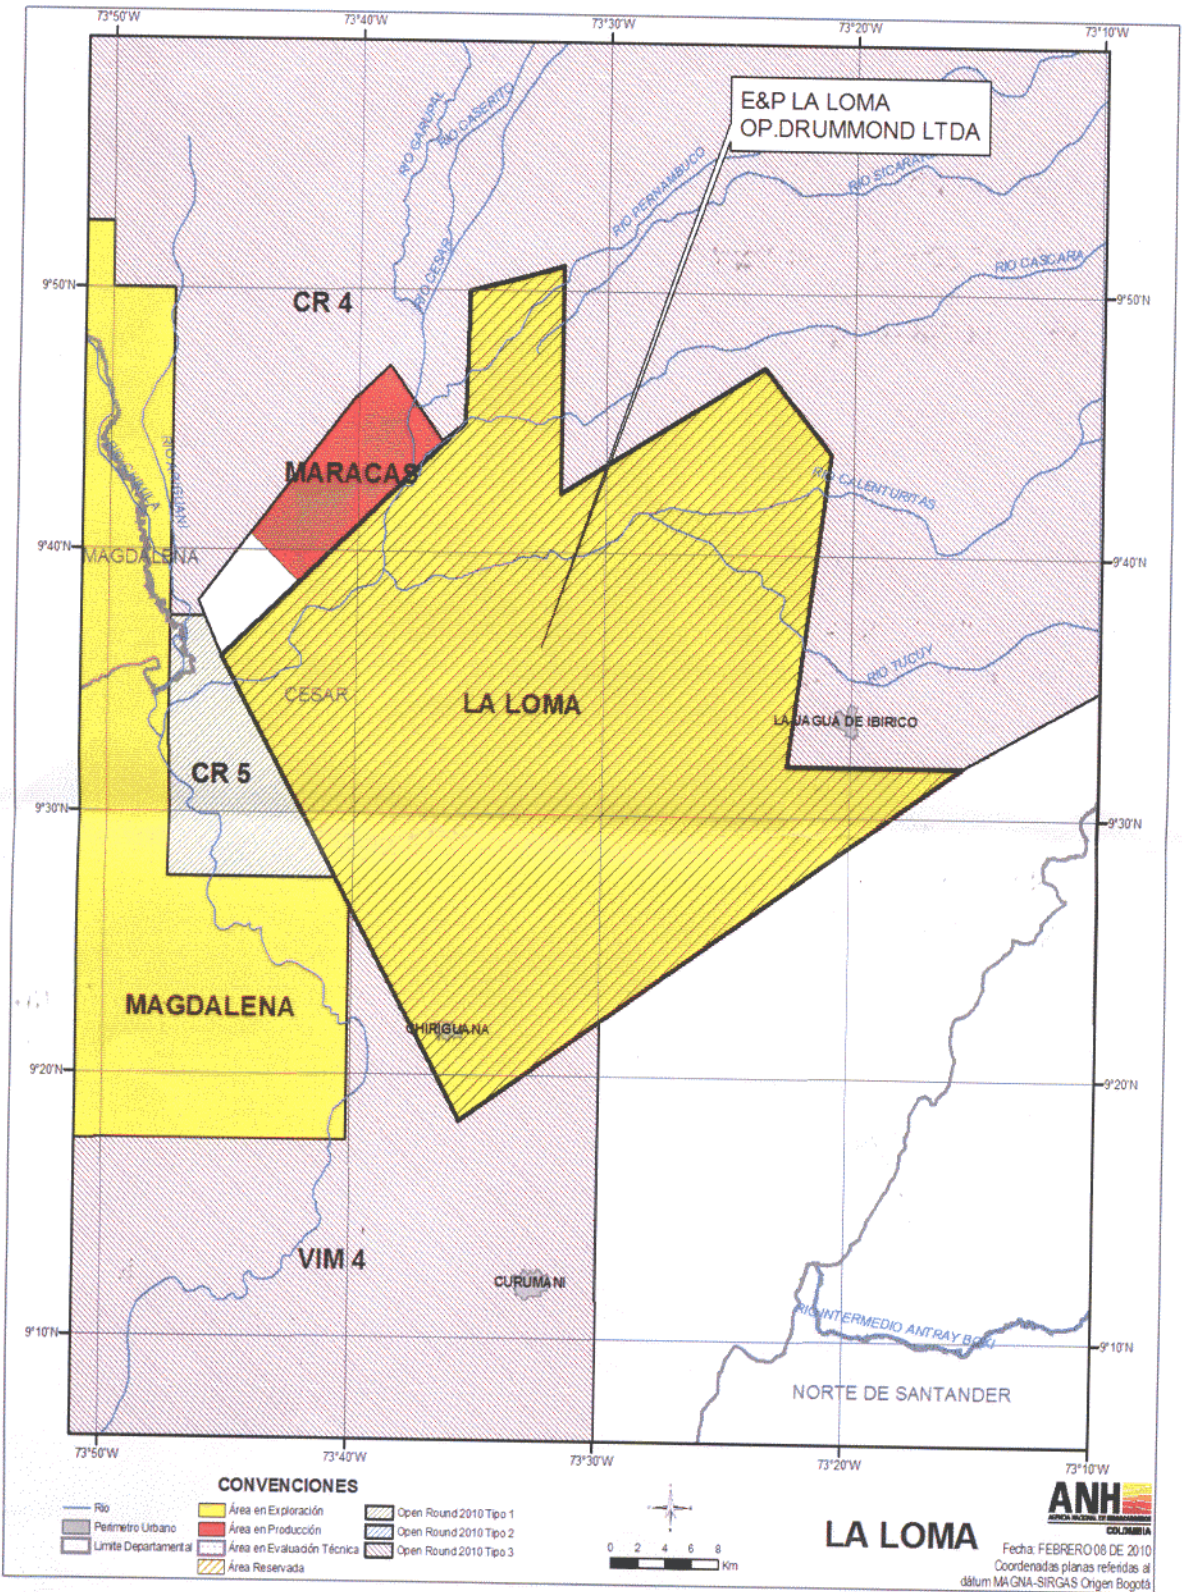 73°50'W
73°40'W
73°30'W
73°20'W
73°10'W
E&P LA LOMA
OP.DRUMMOND LTDA
RIO GARUPAL
RIO CASERITO
RIO PERNAMBUCO
RIO CESAR
RIO CASCARA
9°50'N
9°50'N
CR 4
MARACAS
RIO CALENTURITAS
9°40'N
MAGDALENA
9°40'N
CESAR
LA LOMA
RIO TUCUY
LA JAGUA DE IBIRICO
CR 5
9°30'N
9°30'N
MAGDALENA
CHIRIGUANA
9°20'N
9°20'N
VIM 4
CURUMANI
RIO INTERMEDIO ANTRAY BOKI
9°10'N
9°10'N
NORTE DE SANTANDER
73°50'W
73°40'W
73°30'W
73°20'W
73°10'W
CONVENCIONES
Rio
Perimetro Urbano
Limite Departamental
Área en Exploración
Área en Producción
Área en Evaluación Técnica
Área Reservada
Open Round 2010 Tipo 1
Open Round 2010 Tipo 2
Open Round 2010 Tipo 3
0 2 4 6 8
Km
LA LOMA
ANH
AGENCIA NACIONAL DE HIDROCARBUROS
COLOMBIA
Fecha: FEBRERO 08 DE 2010
Coordenadas planas referidas al
dátum MAGNA-SIRGAS Origen Bogotá